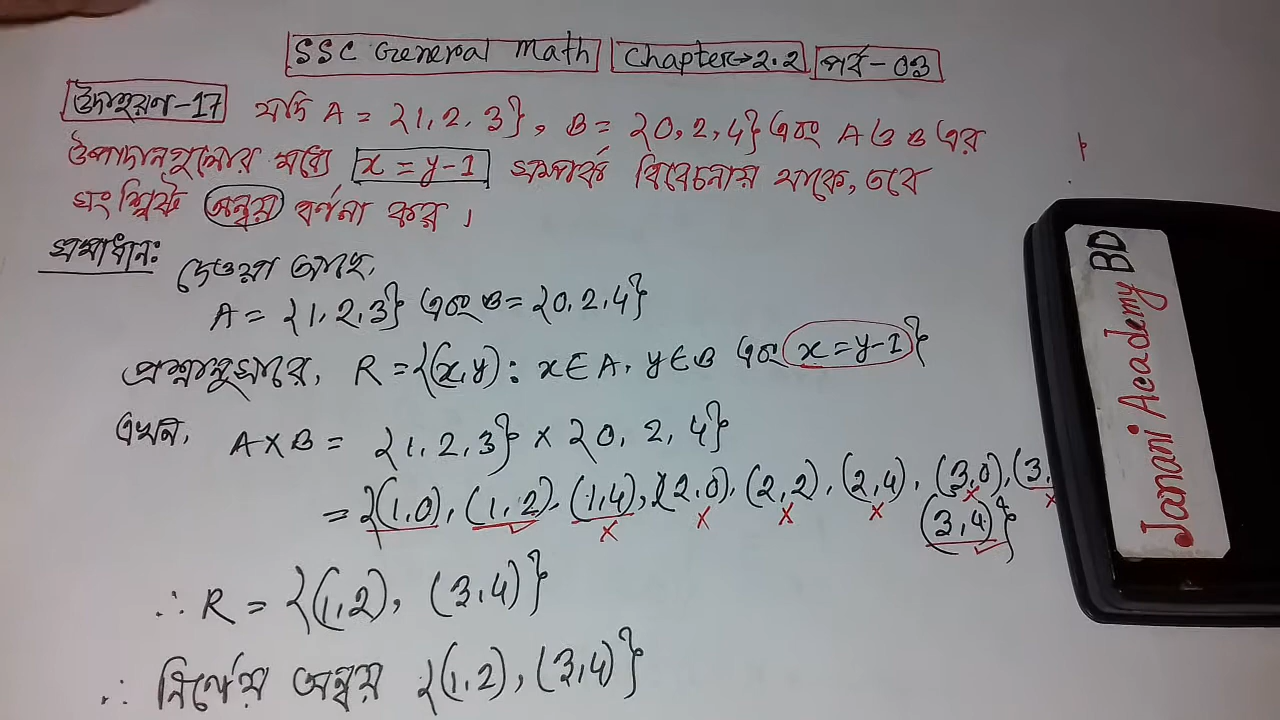 SSC General Math Chapter→2.2 পর্ব-03
উদাহরণ-17 যদি A = {1, 2, 3}, B = {0, 2, 4} এবং A ও B এর
উপাদানগুলোর মধ্যে x = y-1 সম্পর্ক বিবেচনায় থাকে, তবে
সংশ্লিষ্ট অন্বয় বর্ণনা কর।
সমাধান:
দেওয়া আছে,
A = {1, 2, 3} এবং B = {0, 2, 4}
প্রশ্নানুসারে, R = {(x, y) : x ∈ A, y ∈ B এবং x = y-1}
এখন, A × B = {1, 2, 3} × {0, 2, 4}
= {(1, 0), (1, 2), (1, 4), (2, 0), (2, 2), (2, 4), (3, 0), (3,
(3, 4)}
∴ R = {(1, 2), (3, 4)}
∴ নির্ণেয় অন্বয় {(1, 2), (3, 4)}
Janani Academy BD